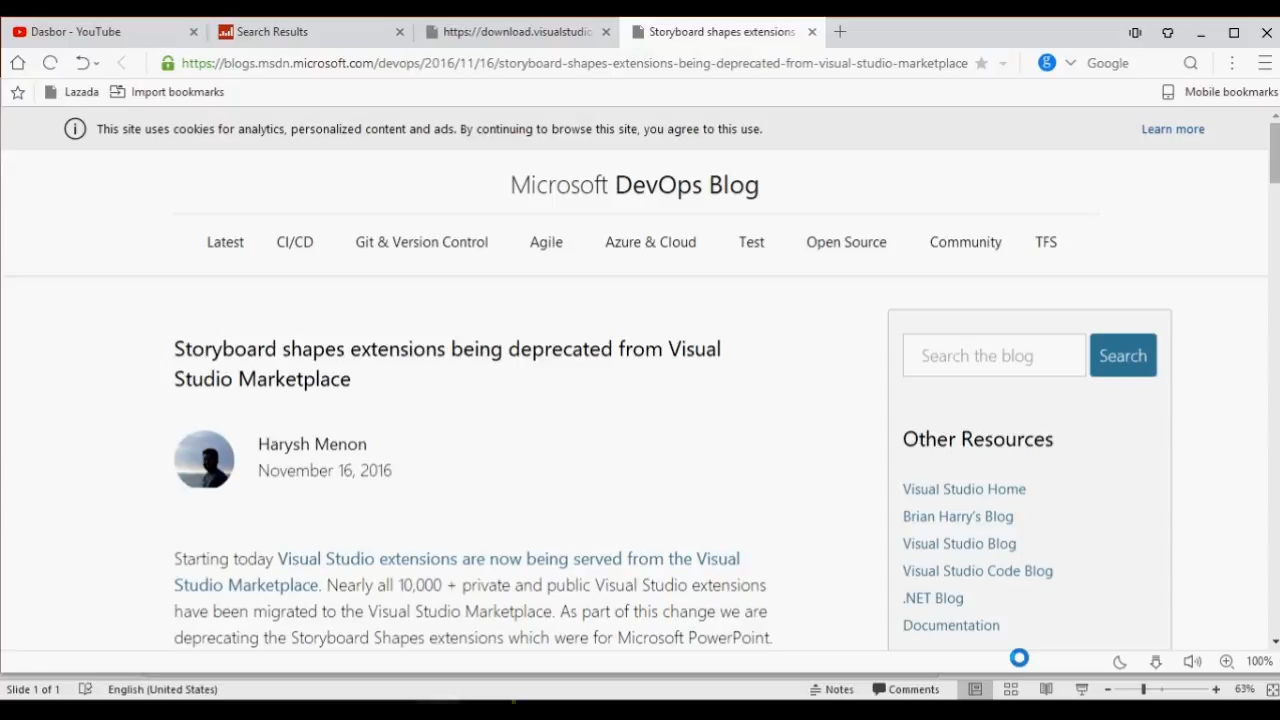 Dasbor - YouTube
Search Results
https://download.visualstudic
Storyboard shapes extensions
https://blogs.msdn.microsoft.com/devops/2016/11/16/storyboard-shapes-extensions-being-deprecated-from-visual-studio-marketplace
Google
Lazada
Import bookmarks
Mobile bookmarks
This site uses cookies for analytics, personalized content and ads. By continuing to browse this site, you agree to this use.
Learn more
Microsoft DevOps Blog
Latest CI/CD Git & Version Control Agile Azure & Cloud Test Open Source Community TFS
Storyboard shapes extensions being deprecated from Visual
Studio Marketplace
Harysh Menon
November 16, 2016
Starting today Visual Studio extensions are now being served from the Visual
Studio Marketplace. Nearly all 10,000 + private and public Visual Studio extensions
have been migrated to the Visual Studio Marketplace. As part of this change we are
deprecating the Storyboard Shapes extensions which were for Microsoft PowerPoint.
Search the blog
Search
Other Resources
Visual Studio Home
Brian Harry's Blog
Visual Studio Blog
Visual Studio Code Blog
.NET Blog
Documentation
100%
Slide 1 of 1
English (United States)
Notes
Comments
63%